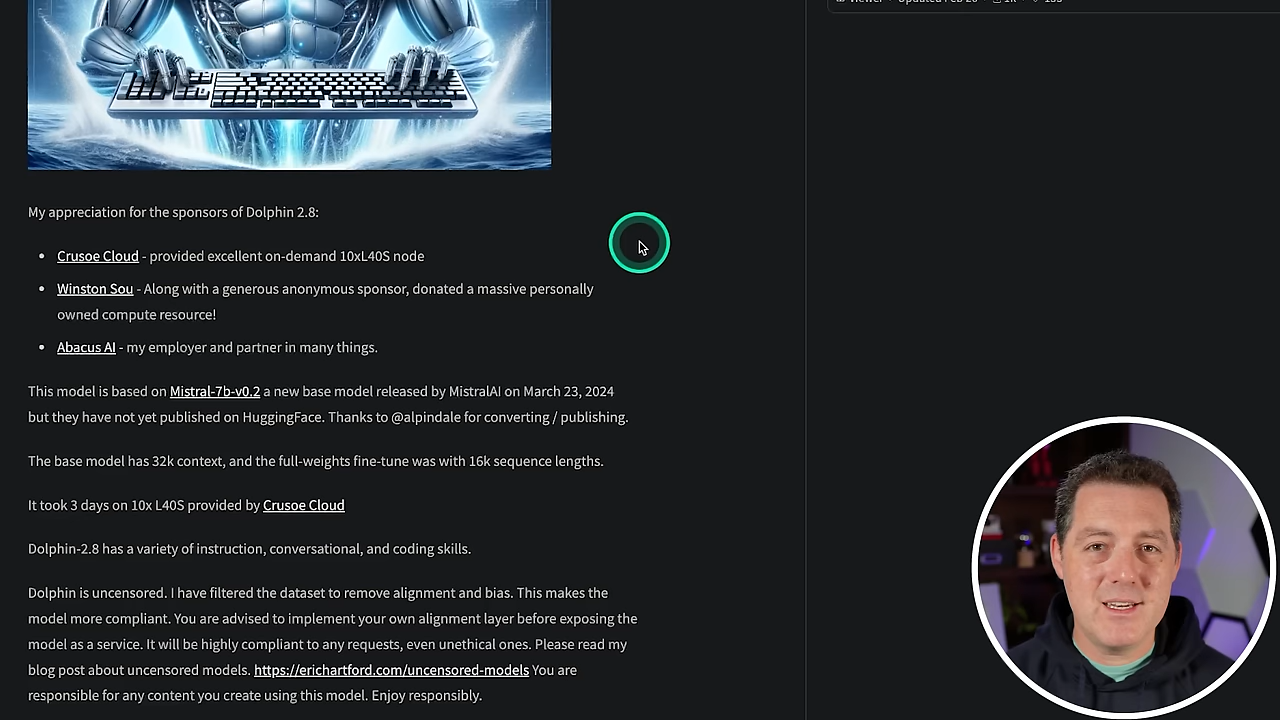 My appreciation for the sponsors of Dolphin 2.8:
Crusoe Cloud - provided excellent on-demand 10xL40S node
Winston Sou - Along with a generous anonymous sponsor, donated a massive personally
owned compute resource!
Abacus AI - my employer and partner in many things.
This model is based on Mistral-7b-v0.2 a new base model released by MistralAI on March 23, 2024
but they have not yet published on HuggingFace. Thanks to @alpindale for converting / publishing.
The base model has 32k context, and the full-weights fine-tune was with 16k sequence lengths.
It took 3 days on 10x L40S provided by Crusoe Cloud
Dolphin-2.8 has a variety of instruction, conversational, and coding skills.
Dolphin is uncensored. I have filtered the dataset to remove alignment and bias. This makes the
model more compliant. You are advised to implement your own alignment layer before exposing the
model as a service. It will be highly compliant to any requests, even unethical ones. Please read my
blog post about uncensored models. https://erichartford.com/uncensored-models You are
responsible for any content you create using this model. Enjoy responsibly.